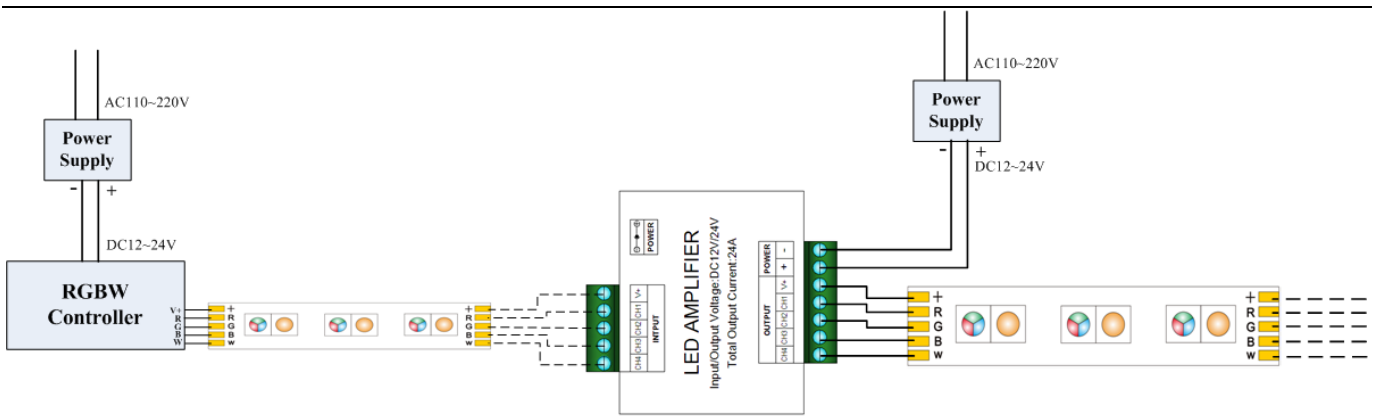 AC110~220V
Power
Supply
- +
DC12~24V
RGBW
Controller
V+
R
G
B
W
+
R
G
B
W
+
R
G
B
W
V+
CH1
CH2
CH3
CH4
INTPUT
POWER
LED AMPLIFIER
Input/Output Voltage:DC12V/24V
Total Output Current:24A
POWER
- 
+
OUTPUT
V+
CH1
CH2
CH3
CH4
AC110~220V
Power
Supply
- +
DC12~24V
+
R
G
B
W
+
R
G
B
W